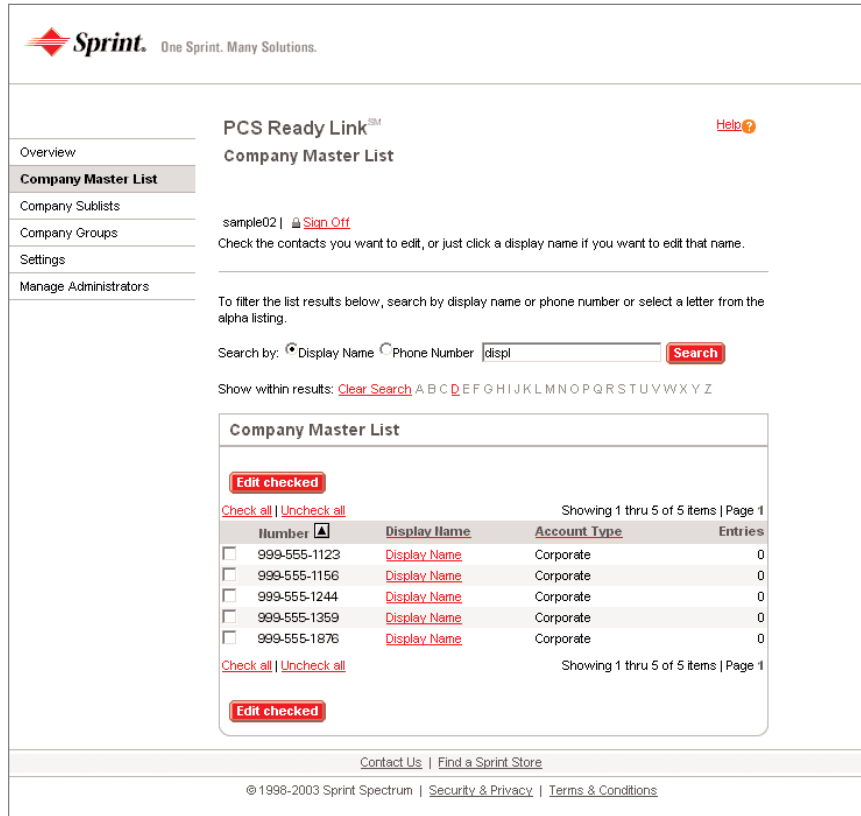 Sprint. One Sprint. Many Solutions.
PCS Ready Link℠
Help?
Company Master List
Overview
Company Master List
Company Sublists
Company Groups
Settings
Manage Administrators
sample02 | Sign Off
Check the contacts you want to edit, or just click a display name if you want to edit that name.
To filter the list results below, search by display name or phone number or select a letter from the
alpha listing.
Search by: Display Name Phone Number displ Search
Show within results: Clear Search A B C D E F G H I J K L M N O P Q R S T U V W X Y Z
Company Master List
Edit checked
Check all | Uncheck all Showing 1 thru 5 of 5 items | Page 1
Number Display Name Account Type Entries
999-555-1123 Display Name Corporate 0
999-555-1156 Display Name Corporate 0
999-555-1244 Display Name Corporate 0
999-555-1359 Display Name Corporate 0
999-555-1876 Display Name Corporate 0
Check all | Uncheck all Showing 1 thru 5 of 5 items | Page 1
Edit checked
Contact Us | Find a Sprint Store
© 1998-2003 Sprint Spectrum | Security & Privacy | Terms & Conditions